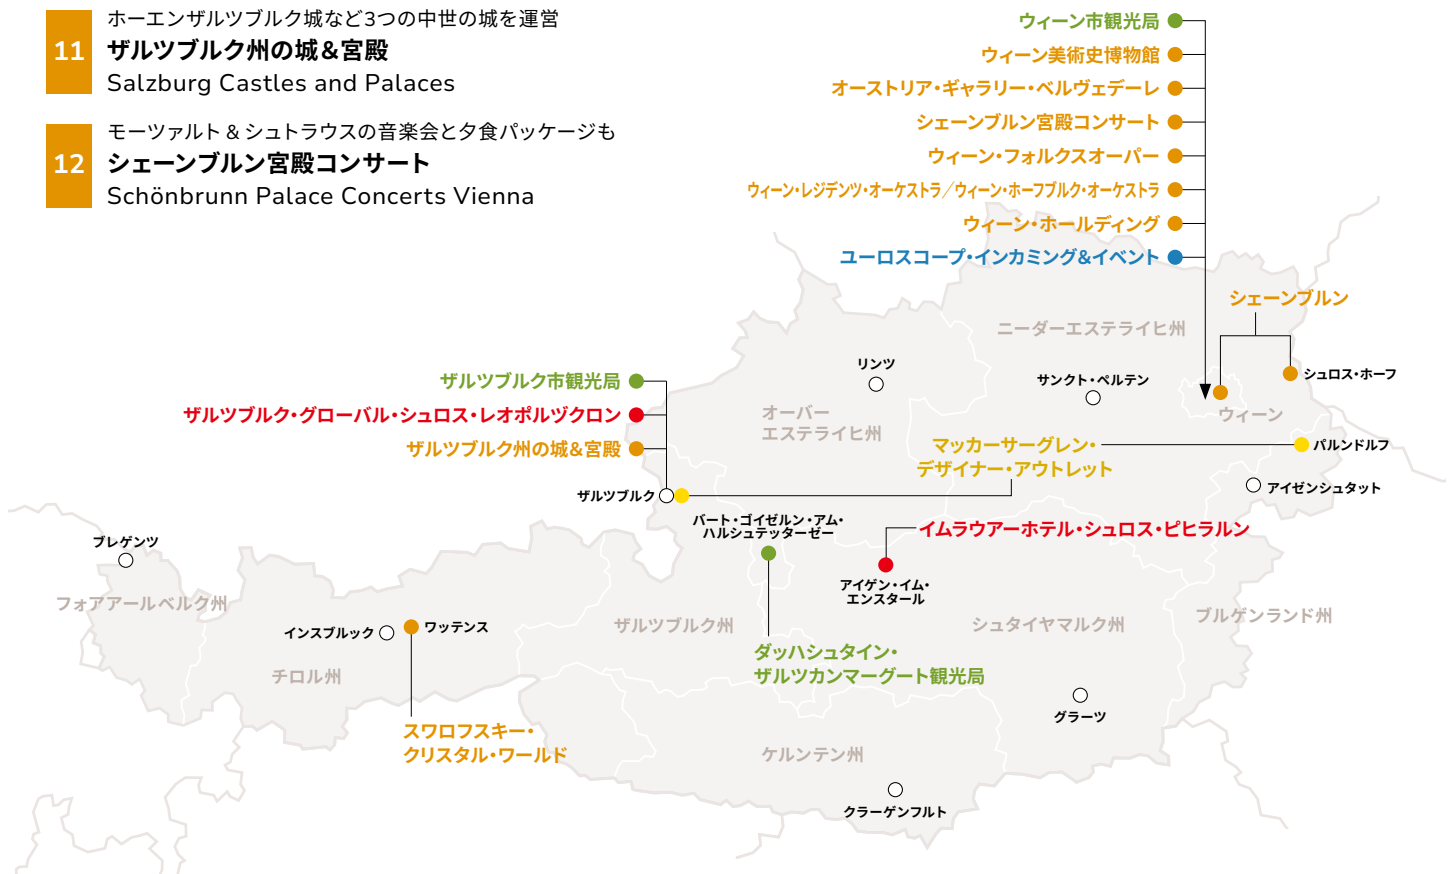 11
ホーエンザルツブルク城など3つの中世の城を運営
ザルツブルク州の城&宮殿
Salzburg Castles and Palaces
12
モーツァルト & シュトラウスの音楽会と夕食パッケージも
シェーンブルン宮殿コンサート
Schönbrunn Palace Concerts Vienna
ウィーン市観光局
ウィーン美術史博物館
オーストリア・ギャラリー・ベルヴェデーレ
シェーンブルン宮殿コンサート
ウィーン・フォルクスオーパー
ウィーン・レジデンツ・オーケストラ/ウィーン・ホーフブルク・オーケストラ
ウィーン・ホールディング
ユーロスコープ・インカミング&イベント
シェーンブルン
ニーダーエステライヒ州
リンツ
サンクト・ペルテン
シュロス・ホーフ
ウィーン
ザルツブルク市観光局
ザルツブルク・グローバル・シュロス・レオポルヅクロン
ザルツブルク州の城&宮殿
オーバー
エステライヒ州
マッカーサーグレン・
デザイナー・アウトレット
パルンドルフ
ザルツブルク
アイゼンシュタット
バート・ゴイゼルン・アム・
ハルシュテッターゼー
イムラウアーホテル・シュロス・ピヒラルン
ブレゲンツ
アイゲン・イム・
エンスタール
フォアアールベルク州
インスブルック
ワッテンス
ザルツブルク州
シュタイヤマルク州
ブルゲンランド州
ダッハシュタイン・
ザルツカンマーグート観光局
チロル州
グラーツ
スワロフスキー・
クリスタル・ワールド
ケルンテン州
クラーゲンフルト